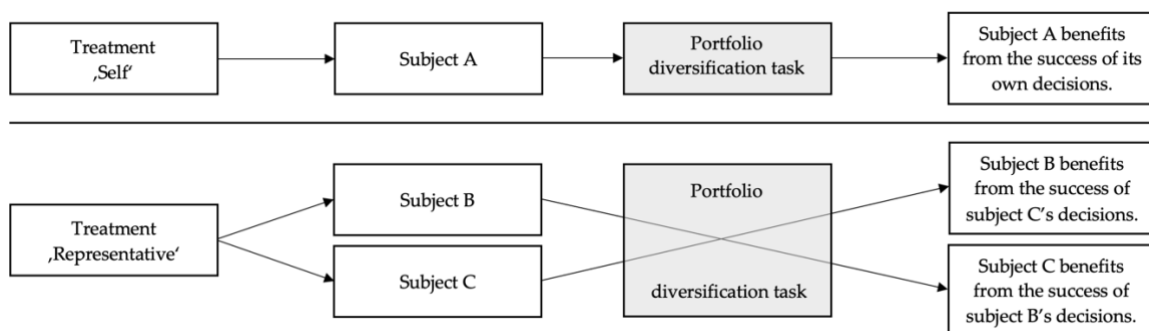 Treatment
‚Self‘
Subject A
Portfolio
diversification task
Subject A benefits
from the success of its
own decisions.
Treatment
‚Representative‘
Subject B
Subject C
Portfolio
diversification task
Subject B benefits
from the success of
subject C’s decisions.
Subject C benefits
from the success of
subject B’s decisions.